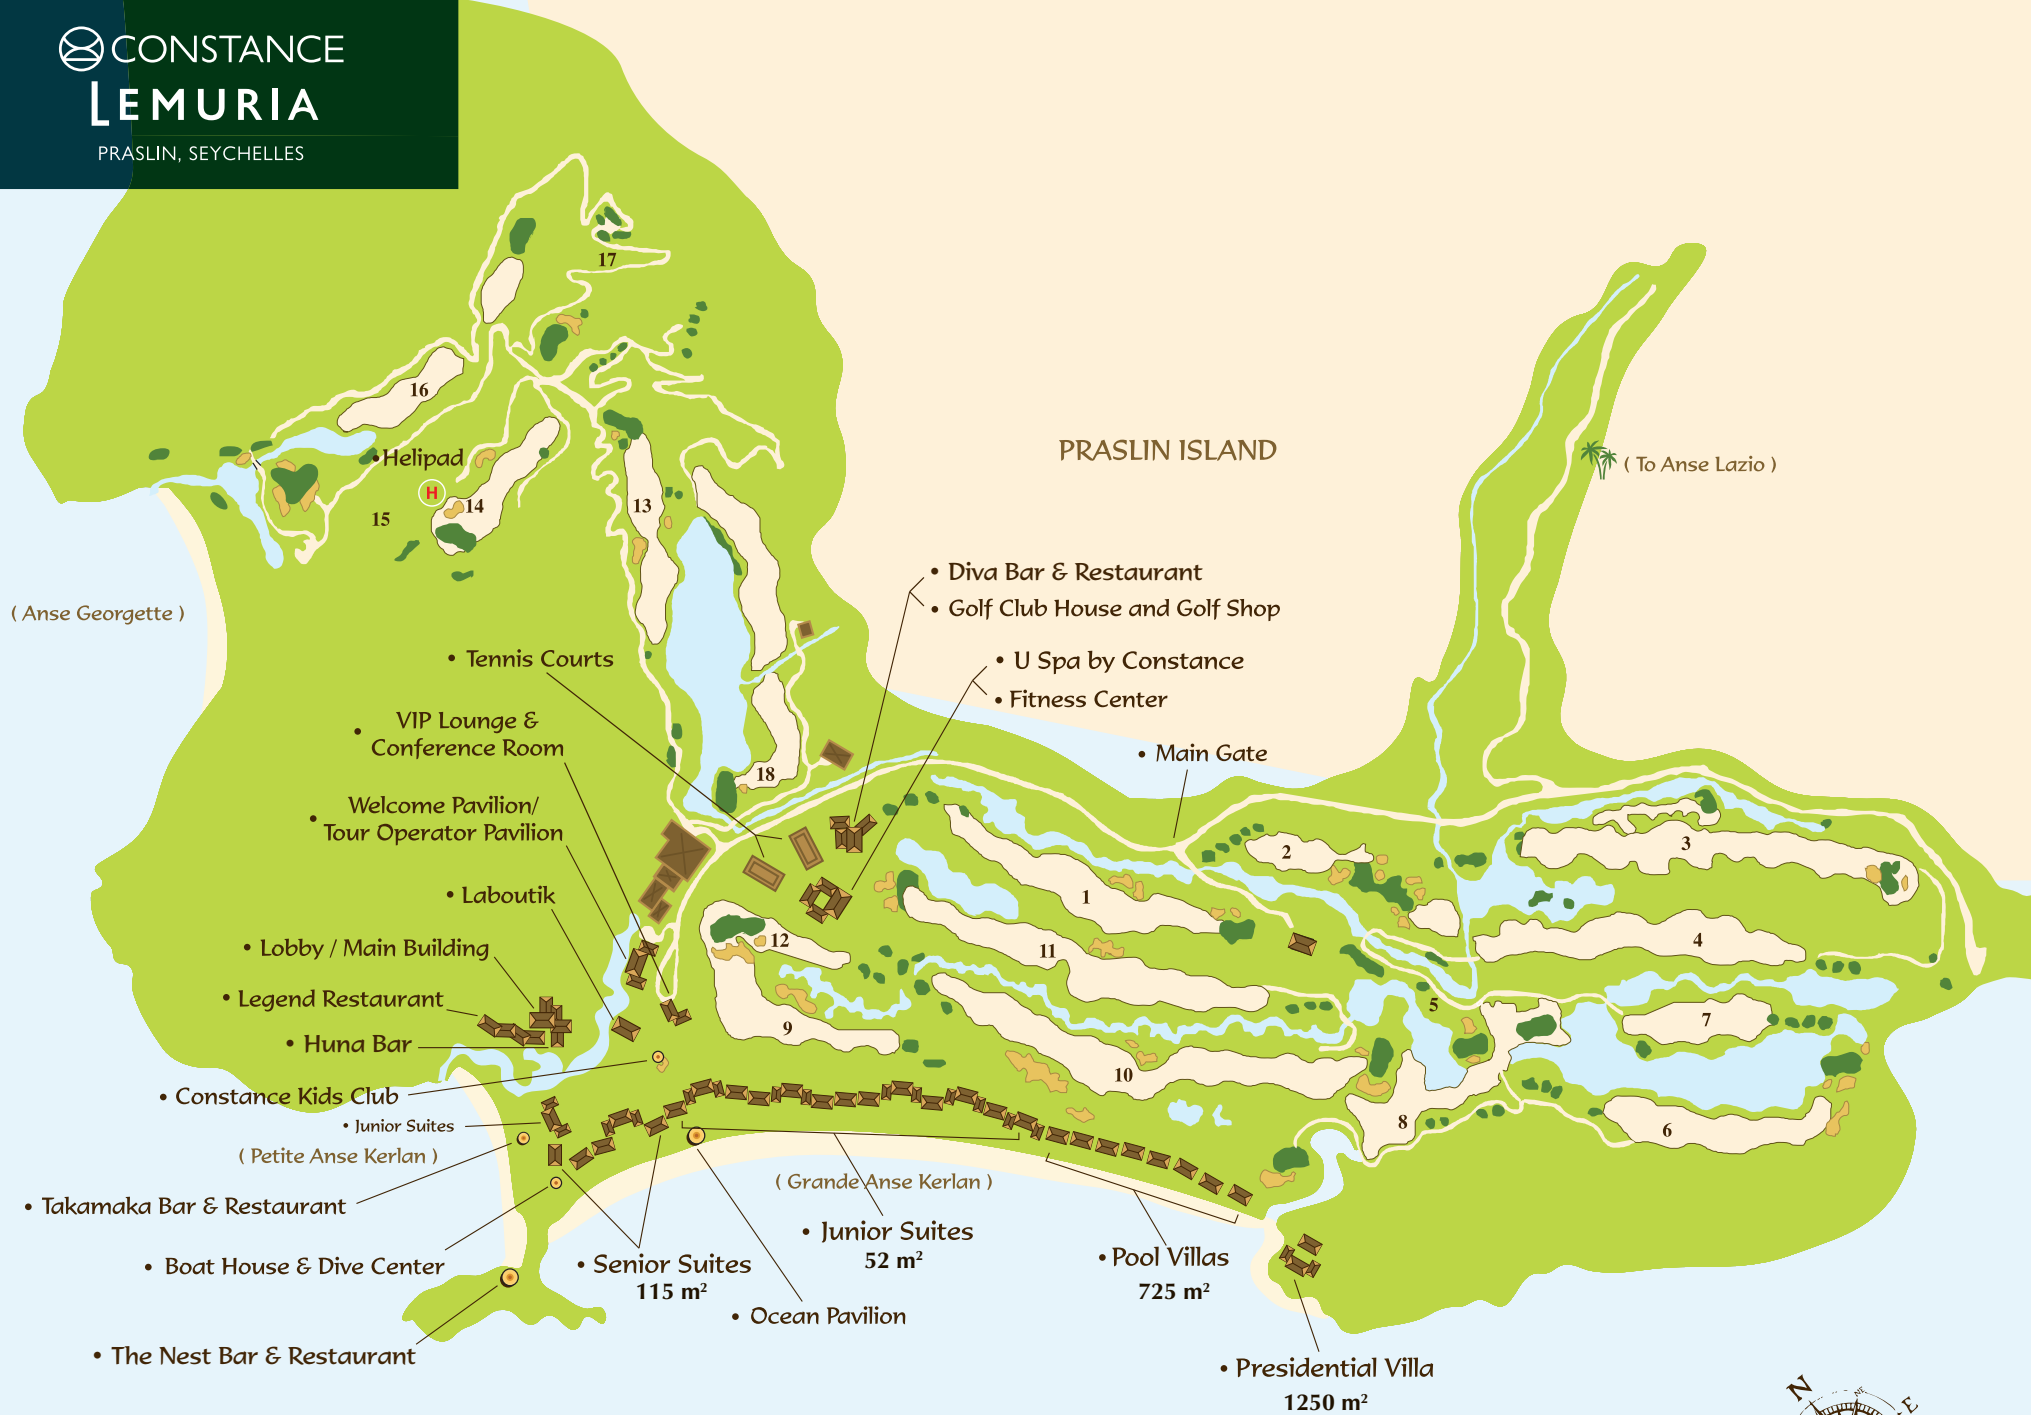 CONSTANCE
LEMURIA
PRASLIN, SEYCHELLES
17
16
• Helipad
H
14
15
13
PRASLIN ISLAND
( To Anse Lazio )
• Diva Bar & Restaurant
• Golf Club House and Golf Shop
( Anse Georgette )
• Tennis Courts
• U Spa by Constance
• Fitness Center
• VIP Lounge &
Conference Room
• Main Gate
18
• Welcome Pavilion/
Tour Operator Pavilion
2
3
1
• Laboutik
12
11
4
• Lobby / Main Building
• Legend Restaurant
5
9
7
• Huna Bar
10
• Constance Kids Club
• Junior Suites
8
6
( Petite Anse Kerlan )
( Grande Anse Kerlan )
• Takamaka Bar & Restaurant
• Junior Suites
52 m²
• Boat House & Dive Center
• Senior Suites
115 m²
• Pool Villas
725 m²
• Ocean Pavilion
• The Nest Bar & Restaurant
• Presidential Villa
1250 m²
N
NE
E